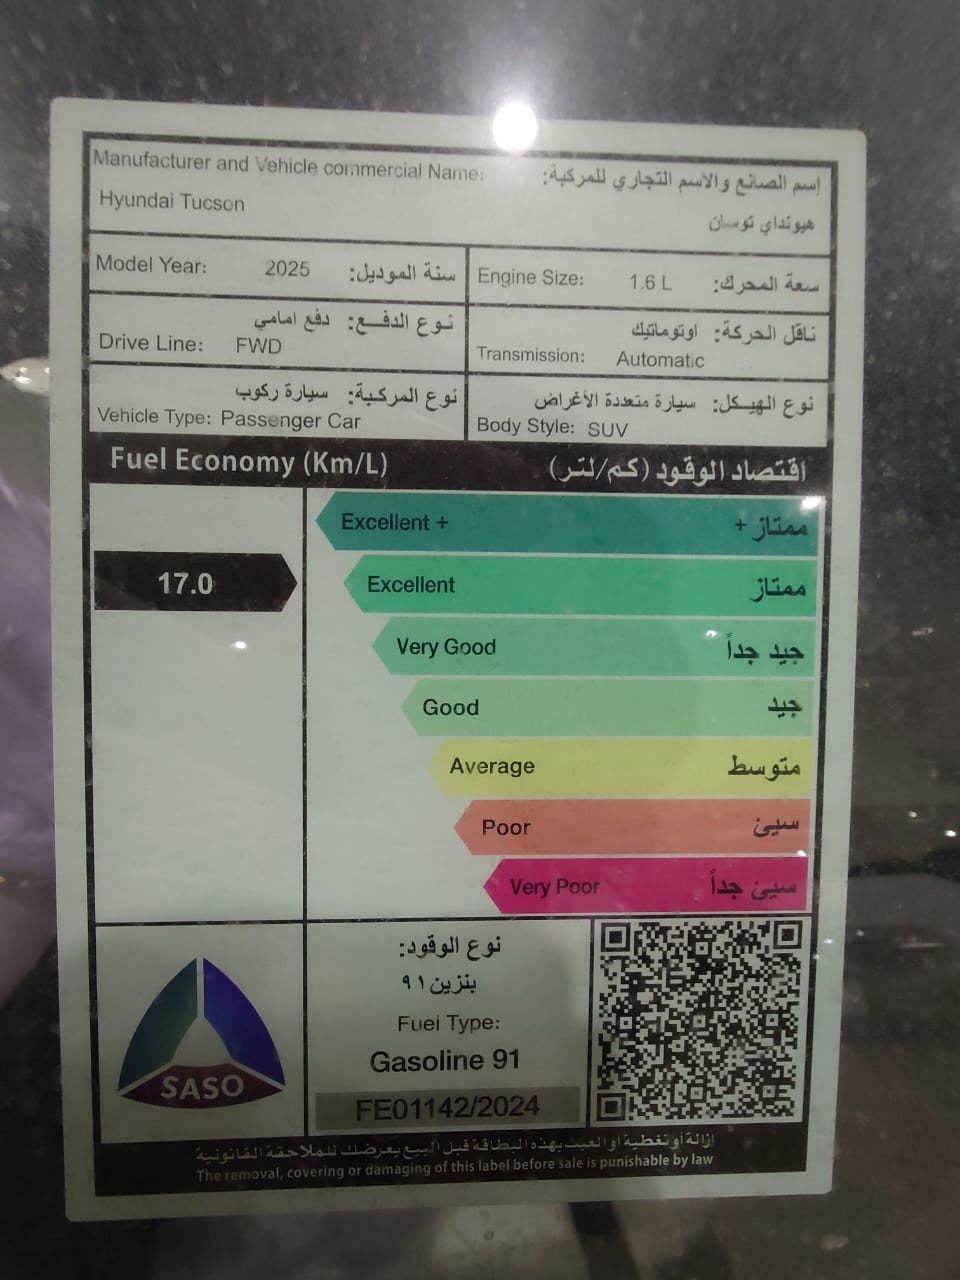 Manufacturer and Vehicle commercial Name: إسم الصانع والاسم التجاري للمركبة:
Hyundai Tucson هيونداي توسان
Model Year: 2025 سنة الموديل:
Engine Size: 1.6 L سعة المحرك:
نوع الدفع: دفع امامي
Drive Line: FWD
ناقل الحركة: اوتوماتيك
Transmission: Automatic
نوع المركبة: سيارة ركوب
Vehicle Type: Passenger Car
نوع الهيكل: سيارة متعددة الأغراض
Body Style: SUV
Fuel Economy (Km/L) اقتصاد الوقود (كم/لتر)
Excellent + ممتاز +
17.0
Excellent ممتاز
Very Good جيد جداً
Good جيد
Average متوسط
Poor سيئ
Very Poor سيئ جداً
SASO
نوع الوقود:
بنزين ٩١
Fuel Type:
Gasoline 91
FE01142/2024
ازالة أو تغطية او العبث بهذه البطاقة قبل البيع يعرضك للملاحقة القانونية
The removal, covering or damaging of this label before sale is punishable by law